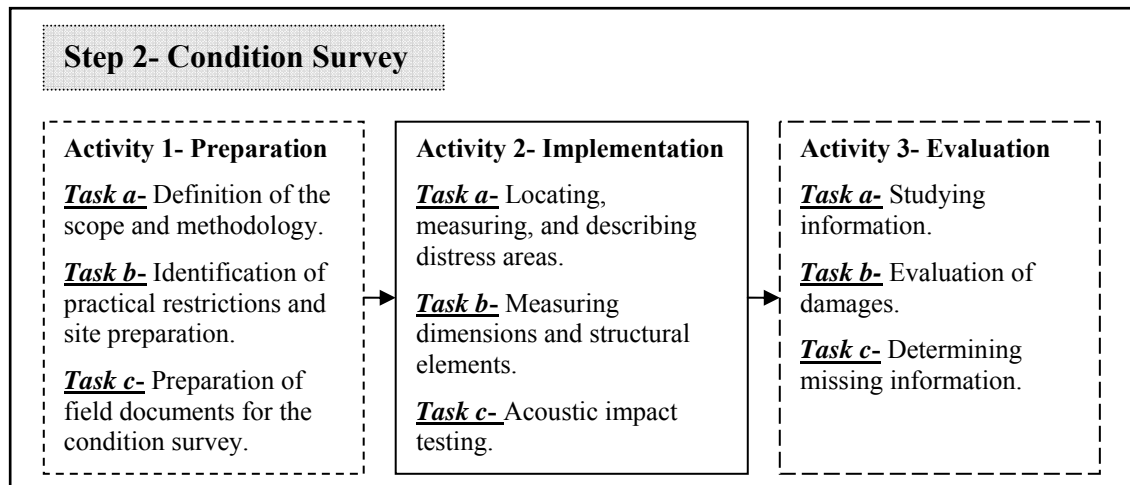 Step 2- Condition Survey
Activity 1- Preparation
Task a- Definition of the
scope and methodology.
Task b- Identification of
practical restrictions and
site preparation.
Task c- Preparation of
field documents for the
condition survey.
Activity 2- Implementation
Task a- Locating,
measuring, and describing
distress areas.
Task b- Measuring
dimensions and structural
elements.
Task c- Acoustic impact
testing.
Activity 3- Evaluation
Task a- Studying
information.
Task b- Evaluation of
damages.
Task c- Determining
missing information.